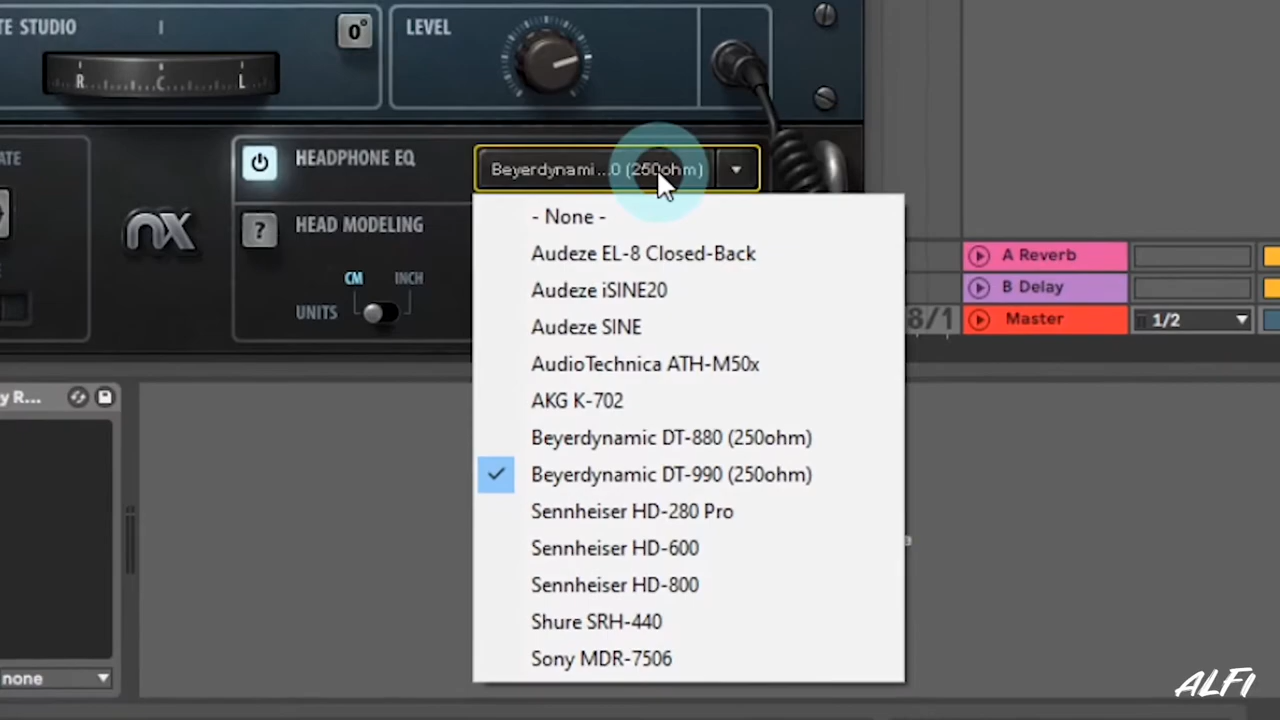 TE STUDIO
0°
LEVEL
R C L
ATE
HEADPHONE EQ
Beyerdynami...0 (250ohm)
nx
?
HEAD MODELING
CM INCH
UNITS
- None -
Audeze EL-8 Closed-Back
Audeze iSINE20
Audeze SINE
AudioTechnica ATH-M50x
AKG K-702
Beyerdynamic DT-880 (250ohm)
Beyerdynamic DT-990 (250ohm)
Sennheiser HD-280 Pro
Sennheiser HD-600
Sennheiser HD-800
Shure SRH-440
Sony MDR-7506
A Reverb
B Delay
8/1
Master
1/2
y R...
none
ALFI